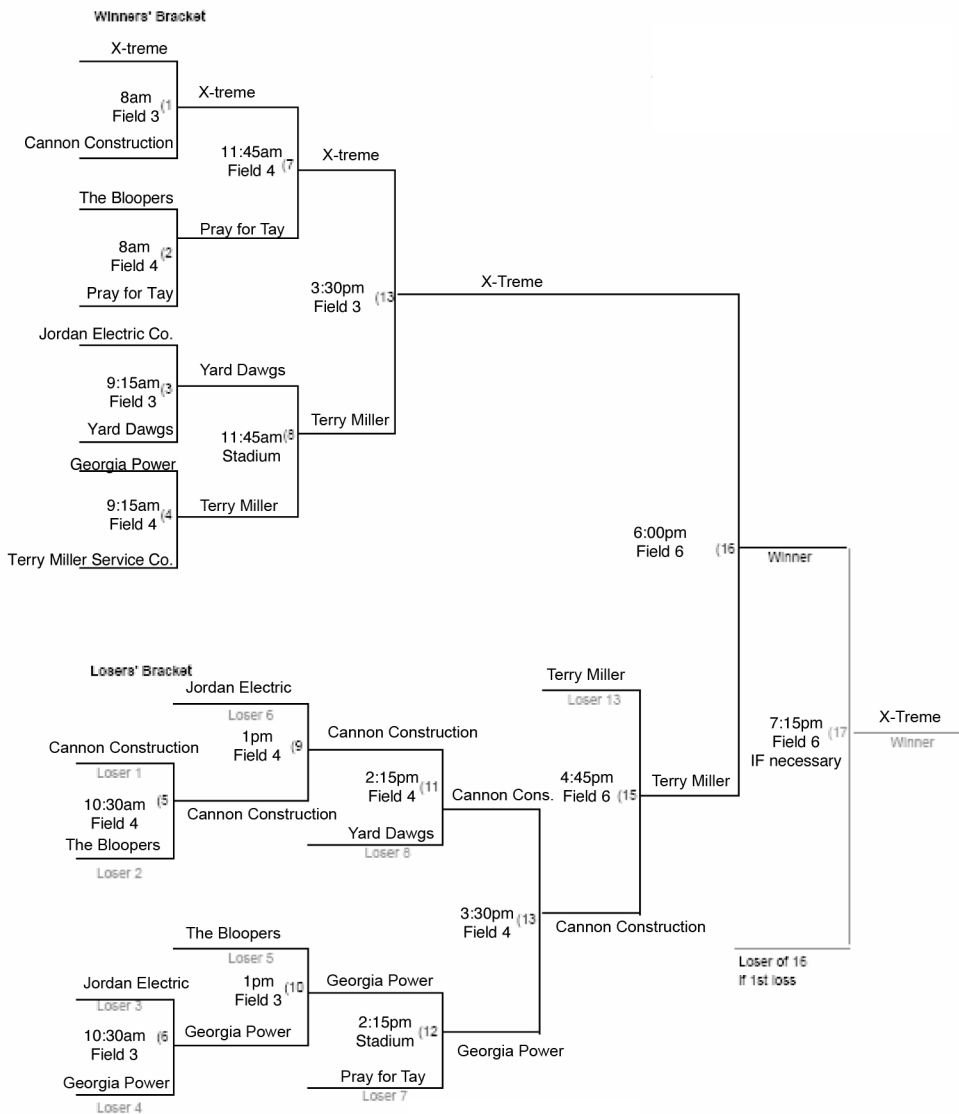 Winners' Bracket
X-treme
8am
Field 3
(1
Cannon Construction
X-treme
The Bloopers
8am
Field 4
(2
Pray for Tay
Pray for Tay
11:45am
Field 4
(7
X-treme
Jordan Electric Co.
9:15am
Field 3
(3
Yard Dawgs
Yard Dawgs
Georgia Power
9:15am
Field 4
(4
Terry Miller Service Co.
Terry Miller
11:45am
Stadium
(8
Terry Miller
3:30pm
Field 3
(13
X-Treme
6:00pm
Field 6
(16
Winner
Losers' Bracket
Jordan Electric
Loser 6
1pm
Field 4
(9
Cannon Construction
Loser 1
10:30am
Field 4
(5
The Bloopers
Loser 2
Cannon Construction
Cannon Construction
2:15pm
Field 4
(11
Yard Dawgs
Loser 8
Cannon Cons.
Terry Miller
Loser 13
4:45pm
Field 6
(15
Terry Miller
The Bloopers
Loser 5
1pm
Field 3
(10
Jordan Electric
Loser 3
10:30am
Field 3
(6
Georgia Power
Loser 4
Georgia Power
Georgia Power
2:15pm
Stadium
(12
Pray for Tay
Loser 7
Georgia Power
3:30pm
Field 4
(13
Cannon Construction
7:15pm
Field 6
IF necessary
(17
X-Treme
Winner
Loser of 16
if 1st loss